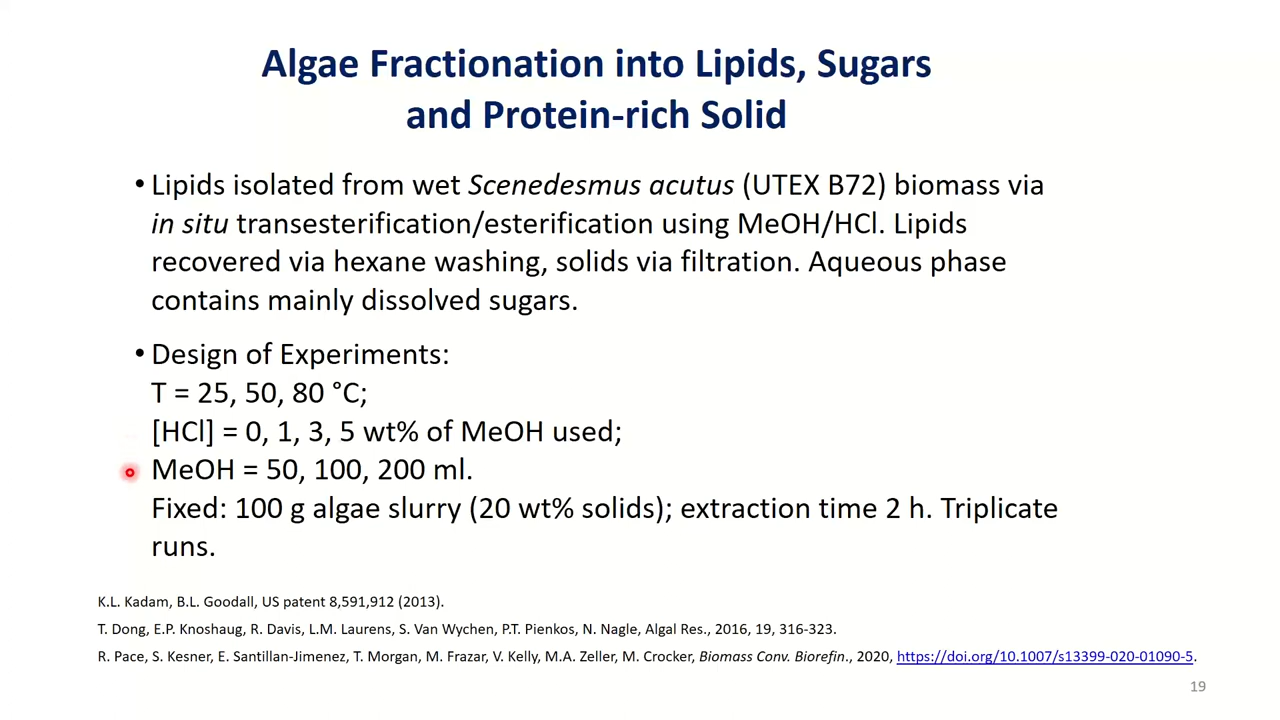 Algae Fractionation into Lipids, Sugars
and Protein-rich Solid
• Lipids isolated from wet Scenedesmus acutus (UTEX B72) biomass via
in situ transesterification/esterification using MeOH/HCl. Lipids
recovered via hexane washing, solids via filtration. Aqueous phase
contains mainly dissolved sugars.
• Design of Experiments:
T = 25, 50, 80 °C;
[HCl] = 0, 1, 3, 5 wt% of MeOH used;
MeOH = 50, 100, 200 ml.
Fixed: 100 g algae slurry (20 wt% solids); extraction time 2 h. Triplicate
runs.
K.L. Kadam, B.L. Goodall, US patent 8,591,912 (2013).
T. Dong, E.P. Knoshaug, R. Davis, L.M. Laurens, S. Van Wychen, P.T. Pienkos, N. Nagle, Algal Res., 2016, 19, 316-323.
R. Pace, S. Kesner, E. Santillan-Jimenez, T. Morgan, M. Frazar, V. Kelly, M.A. Zeller, M. Crocker, Biomass Conv. Biorefin., 2020, https://doi.org/10.1007/s13399-020-01090-5.
19